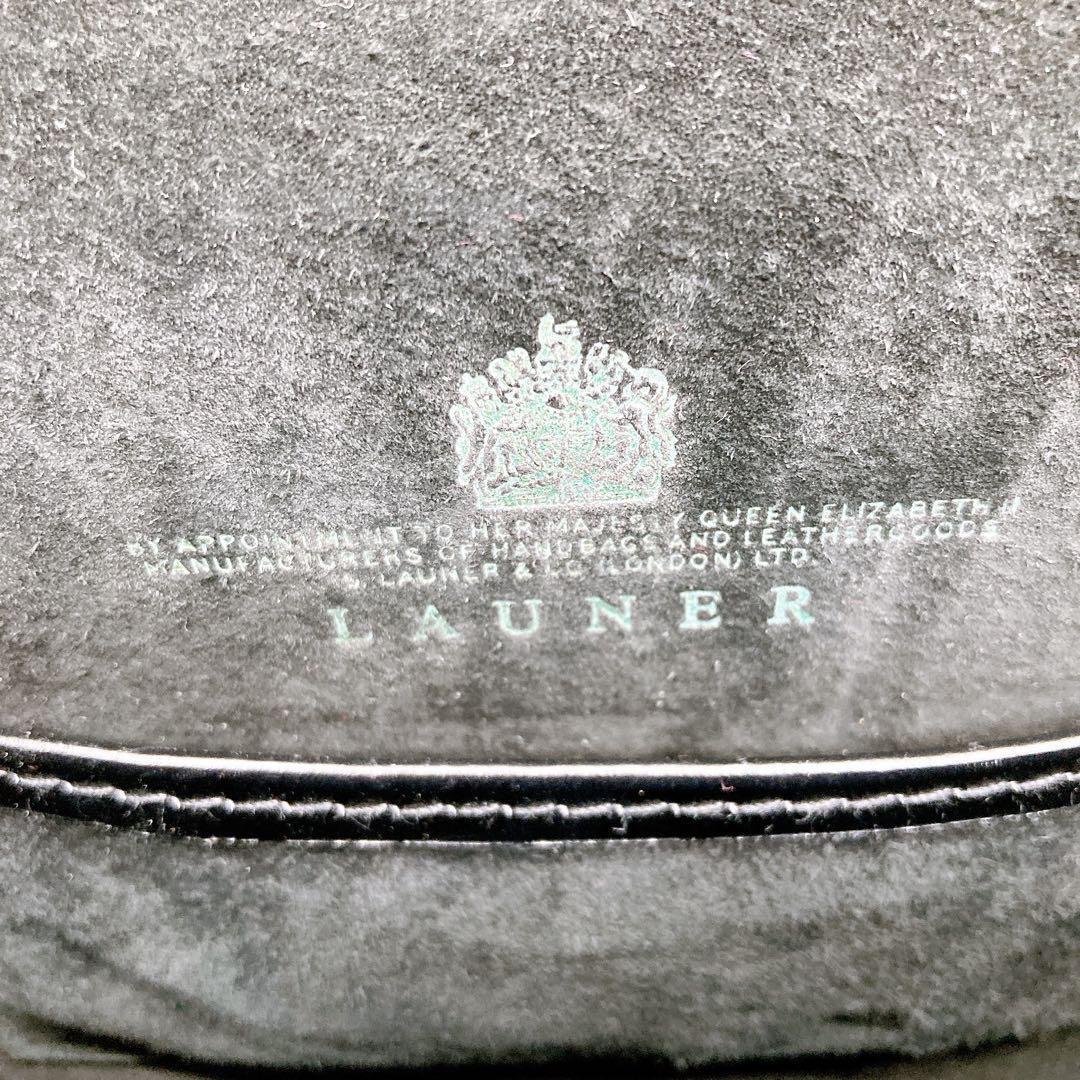 BY APPOINTMENT TO HER MAJESTY QUEEN ELIZABETH II
MANUFACTURERS OF HANDBAGS AND LEATHERGOODS
LAUNER & CO (LONDON) LTD.
LAUNER